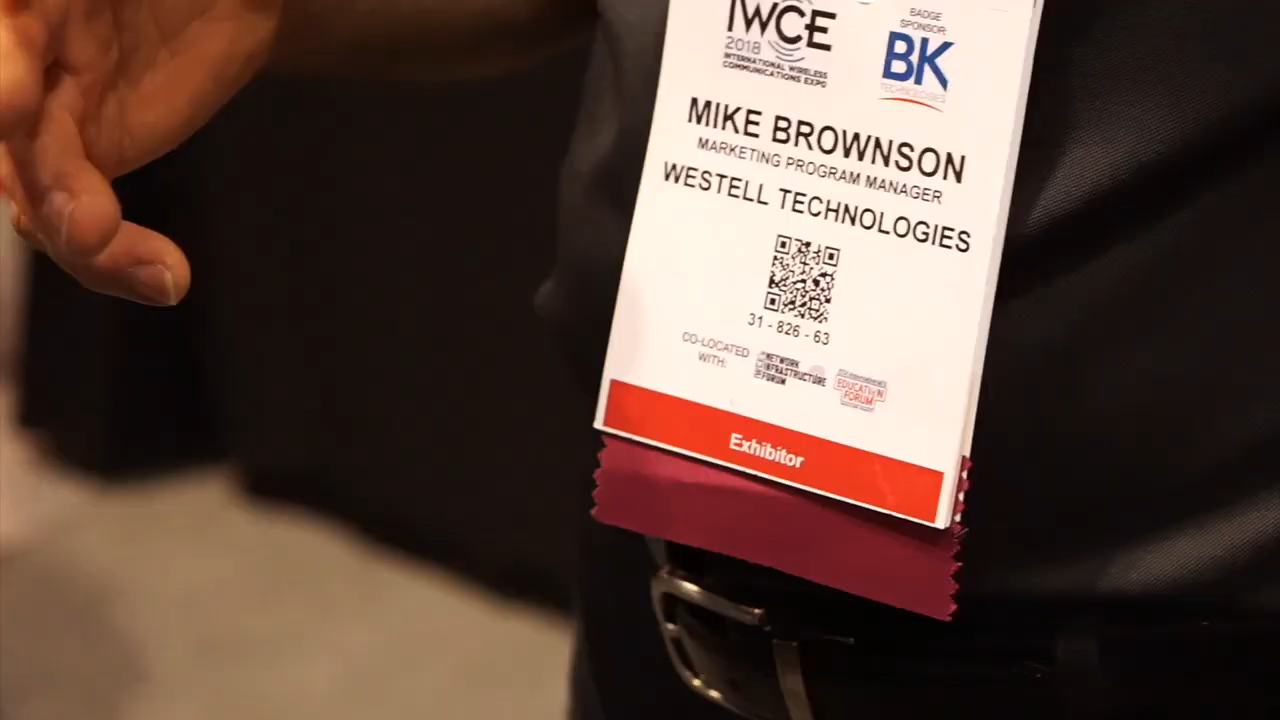 IWCE
2018
INTERNATIONAL WIRELESS
COMMUNICATIONS EXPO
BADGE
SPONSOR:
BK
TECHNOLOGIES
MIKE BROWNSON
MARKETING PROGRAM MANAGER
WESTELL TECHNOLOGIES
31 - 826 - 63
CO-LOCATED
WITH:
NETWORK
INFRASTRUCTURE
FORUM
EDUCATION
FORUM
Exhibitor